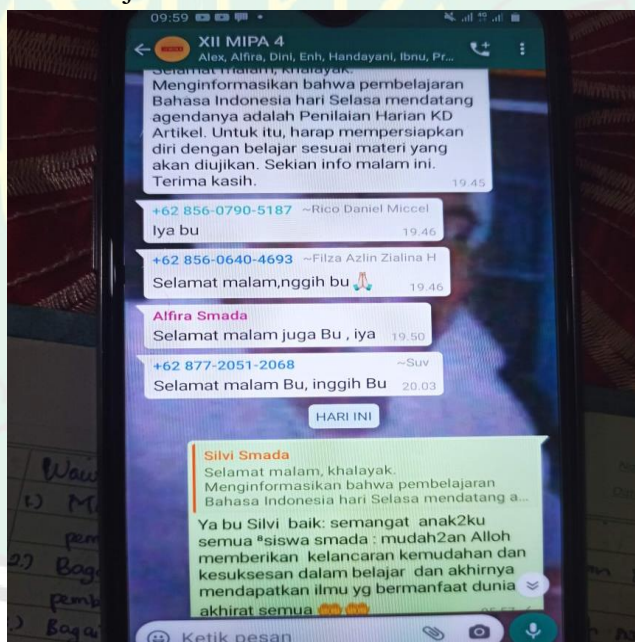 09:59
XII MIPA 4
Alex, Alfira, Dini, Enh, Handayani, Ibnu, Pr...
Selamat malam, khalayak.
Menginformasikan bahwa pembelajaran
Bahasa Indonesia hari Selasa mendatang
agendanya adalah Penilaian Harian KD
Artikel. Untuk itu, harap mempersiapkan
diri dengan belajar sesuai materi yang
akan diujikan. Sekian info malam ini.
Terima kasih. 19.45
+62 856-0790-5187 ~Rico Daniel Miccel
Iya bu 19.46
+62 856-0640-4693 ~Filza Azlin Zialina H
Selamat malam,nggih bu 🙏 19.46
Alfira Smada
Selamat malam juga Bu , iya 19.50
+62 877-2051-2068 ~Suv
Selamat malam Bu, inggih Bu 20.03
HARI INI
Silvi Smada
Selamat malam, khalayak.
Menginformasikan bahwa pembelajaran
Bahasa Indonesia hari Selasa mendatang a...
Ya bu Silvi baik: semangat anak2ku
semua ⁸siswa smada : mudah2an Alloh
memberikan kelancaran kemudahan dan
kesuksesan dalam belajar dan akhirnya
mendapatkan ilmu yg bermanfaat dunia
akhirat semua
Ketik pesan
1.)
2.)